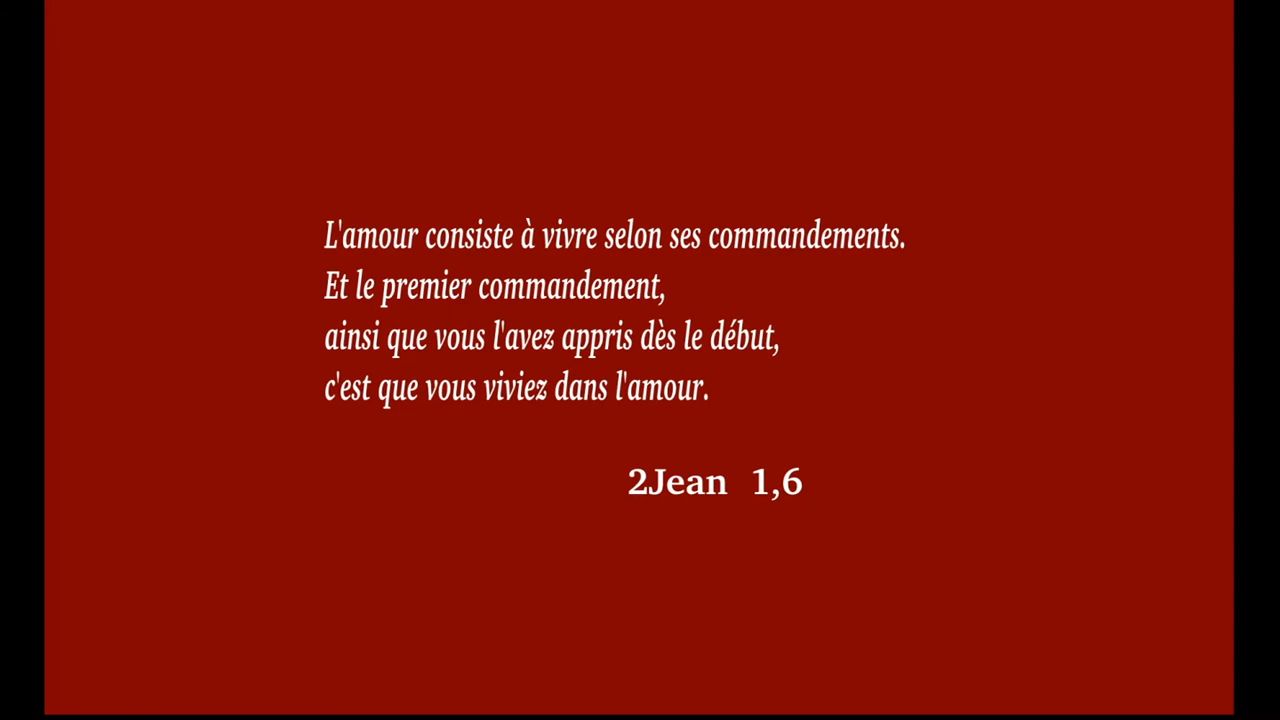 L'amour consiste à vivre selon ses commandements.
Et le premier commandement,
ainsi que vous l'avez appris dès le début,
c'est que vous viviez dans l'amour.
2Jean 1,6